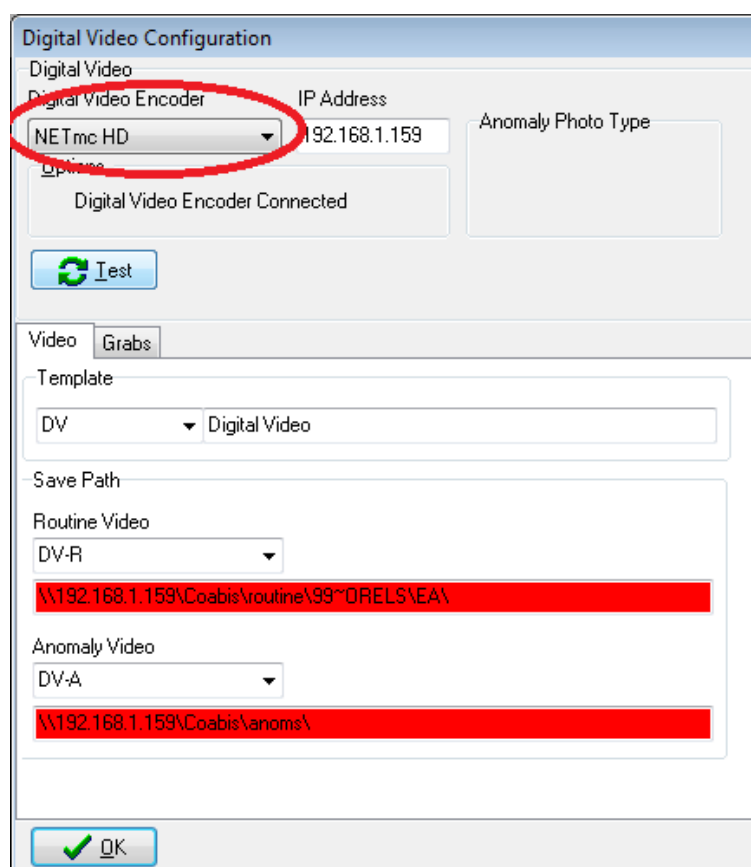 Digital Video Configuration
Digital Video
Digital Video Encoder
IP Address
NETmc HD
192.168.1.159
Anomaly Photo Type
Options
Digital Video Encoder Connected
Test
Video
Grabs
Template
DV
Digital Video
Save Path
Routine Video
DV-R
\\192.168.1.159\Coabis\routine\99~ORELS\EA\
Anomaly Video
DV-A
\\192.168.1.159\Coabis\anoms\
OK